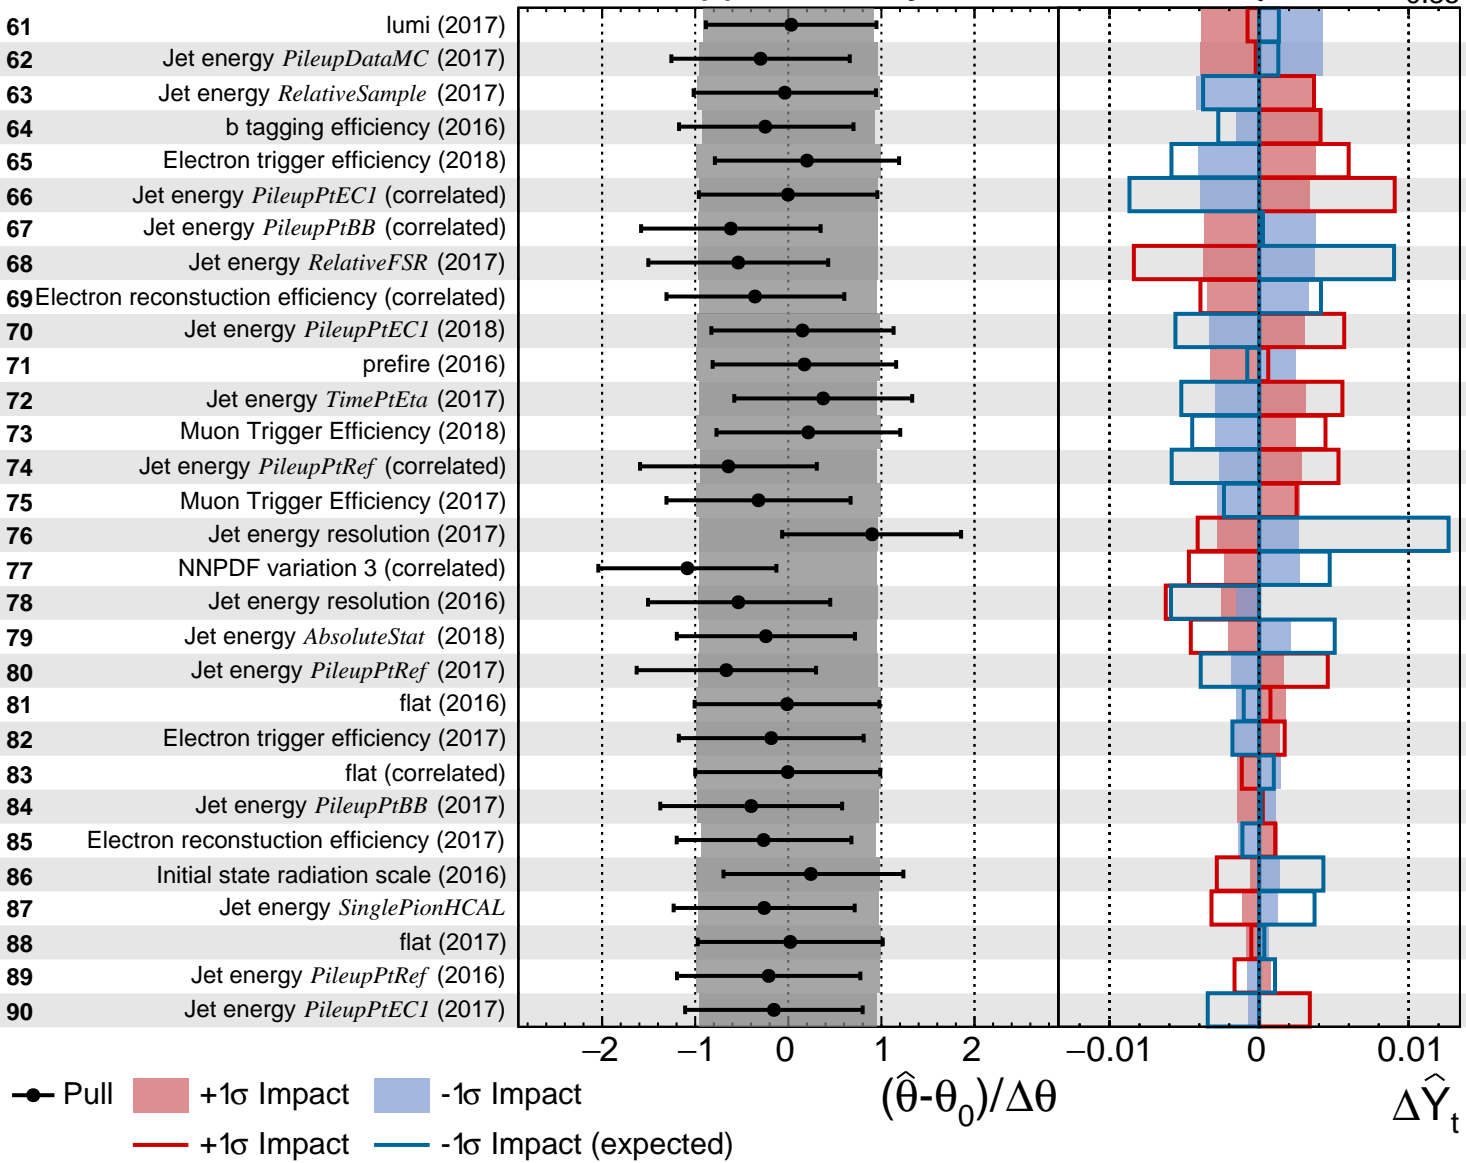 61 lumi (2017)
62 Jet energy PileupDataMC (2017)
63 Jet energy RelativeSample (2017)
64 b tagging efficiency (2016)
65 Electron trigger efficiency (2018)
66 Jet energy PileupPtEC1 (correlated)
67 Jet energy PileupPtBB (correlated)
68 Jet energy RelativeFSR (2017)
69 Electron reconstuction efficiency (correlated)
70 Jet energy PileupPtEC1 (2018)
71 prefire (2016)
72 Jet energy TimePtEta (2017)
73 Muon Trigger Efficiency (2018)
74 Jet energy PileupPtRef (correlated)
75 Muon Trigger Efficiency (2017)
76 Jet energy resolution (2017)
77 NNPDF variation 3 (correlated)
78 Jet energy resolution (2016)
79 Jet energy AbsoluteStat (2018)
80 Jet energy PileupPtRef (2017)
81 flat (2016)
82 Electron trigger efficiency (2017)
83 flat (correlated)
84 Jet energy PileupPtBB (2017)
85 Electron reconstuction efficiency (2017)
86 Initial state radiation scale (2016)
87 Jet energy SinglePionHCAL
88 flat (2017)
89 Jet energy PileupPtRef (2016)
90 Jet energy PileupPtEC1 (2017)
−2 −1 0 1 2 −0.01 0 0.01
Pull +1σ Impact -1σ Impact (θ̂-θ₀)/Δθ ΔŶₜ
+1σ Impact -1σ Impact (expected)